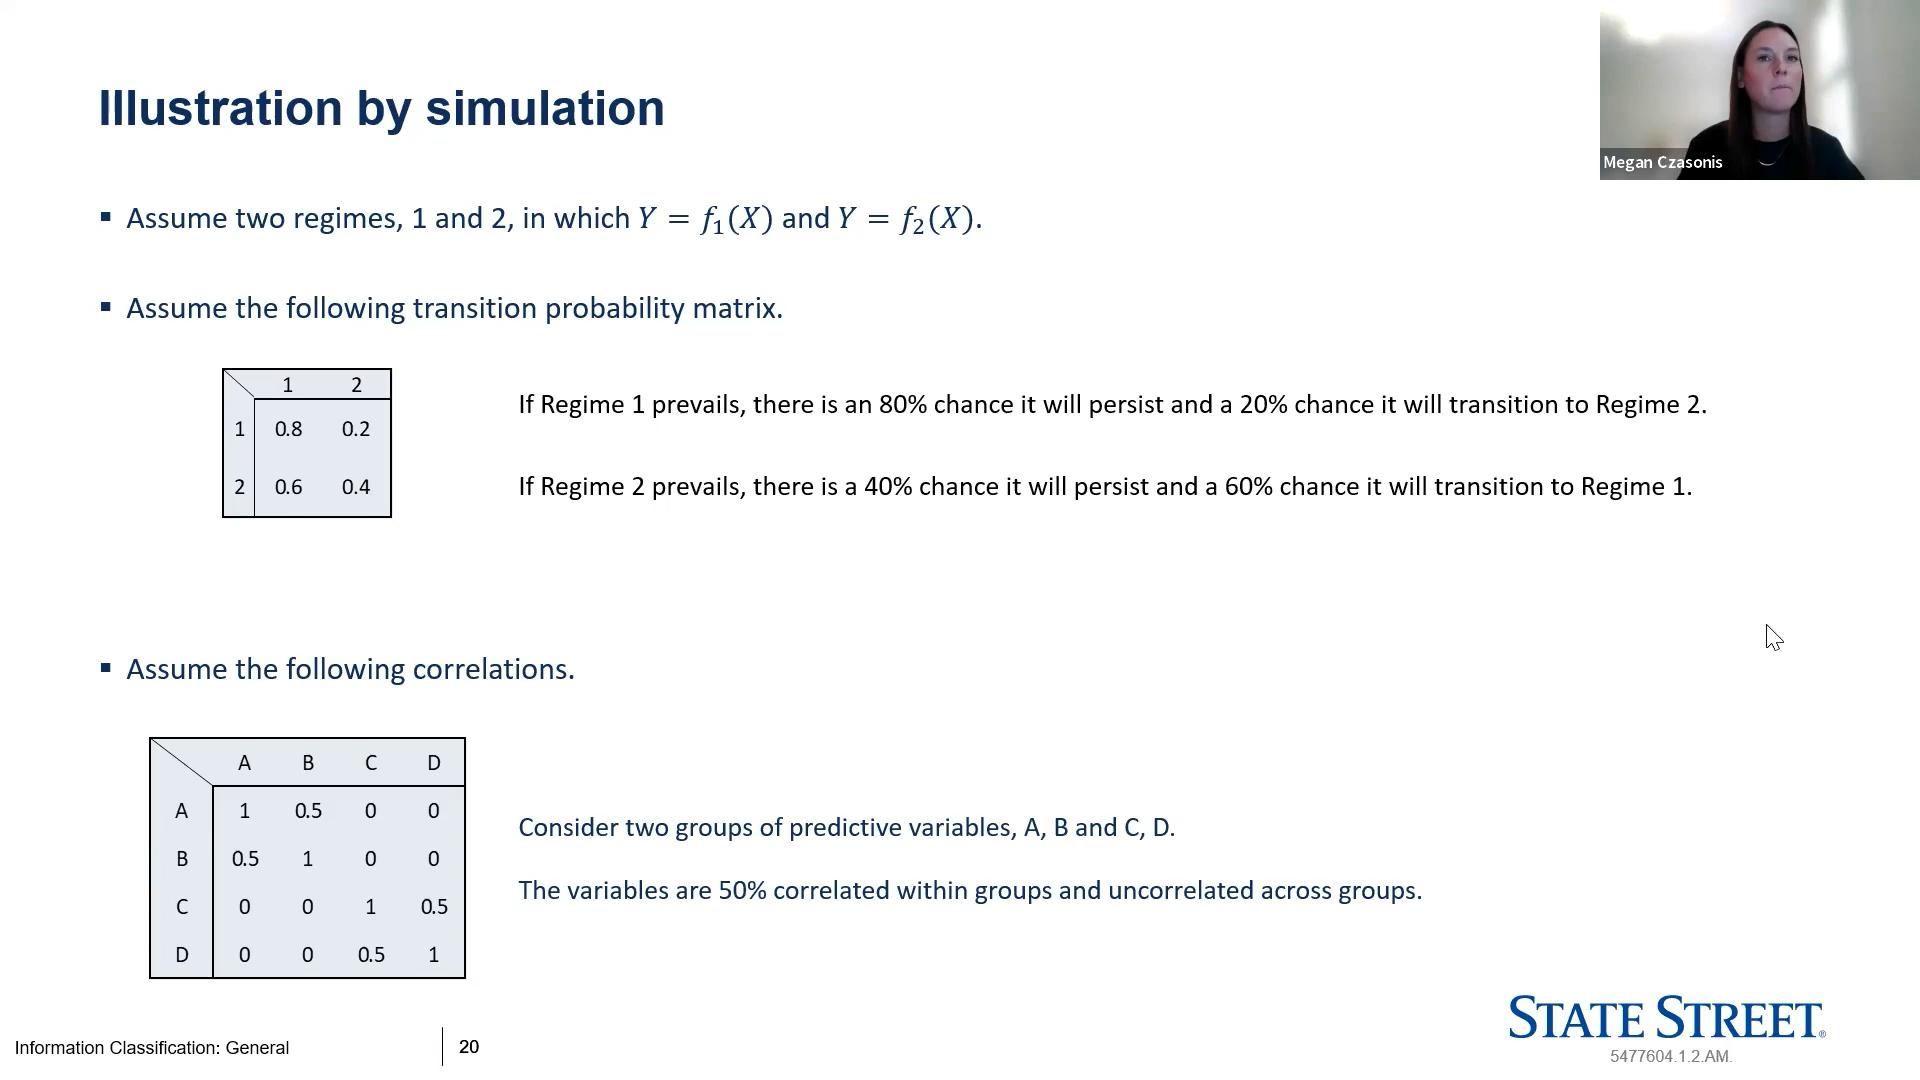 Illustration by simulation
Megan Czasonis
▪ Assume two regimes, 1 and 2, in which Y = f₁(X) and Y = f₂(X).
▪ Assume the following transition probability matrix.
1 2
1 0.8 0.2
2 0.6 0.4
If Regime 1 prevails, there is an 80% chance it will persist and a 20% chance it will transition to Regime 2.
If Regime 2 prevails, there is a 40% chance it will persist and a 60% chance it will transition to Regime 1.
▪ Assume the following correlations.
A B C D
A 1 0.5 0 0
B 0.5 1 0 0
C 0 0 1 0.5
D 0 0 0.5 1
Consider two groups of predictive variables, A, B and C, D.
The variables are 50% correlated within groups and uncorrelated across groups.
STATE STREET®
5477604.1.2.AM.
Information Classification: General
20